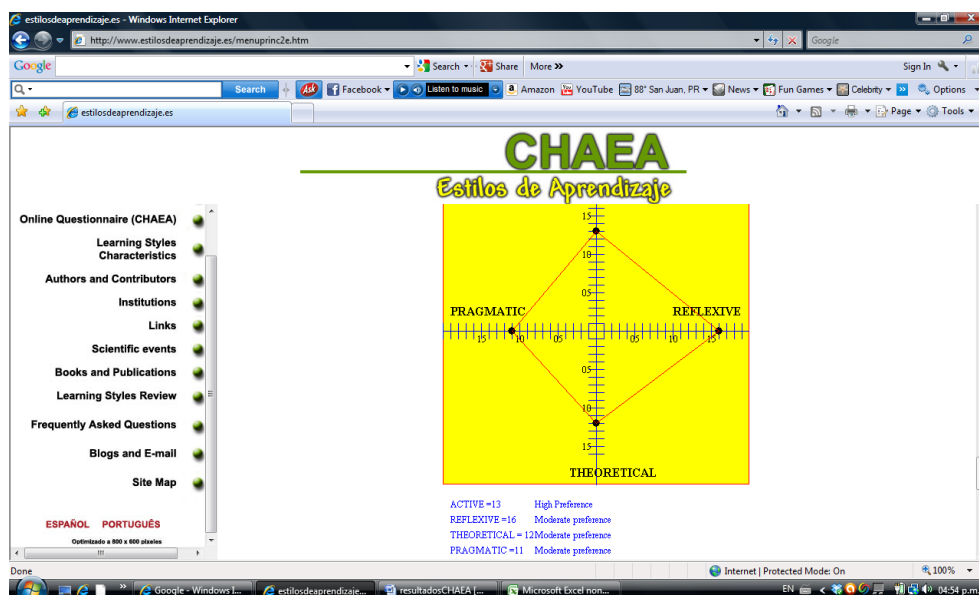 estilosdeaprendizaje.es - Windows Internet Explorer
http://www.estilosdeaprendizaje.es/menuprinc2e.htm
Google
Google
Search
Share
More »
Sign In
Search
Ask
Facebook
Listen to music
Amazon
YouTube
88° San Juan, PR
News
Fun Games
Celebrity
Options
estilosdeaprendizaje.es
Page
Tools
CHAEA
Estilos de Aprendizaje
Online Questionnaire (CHAEA)
Learning Styles
Characteristics
Authors and Contributors
Institutions
Links
Scientific events
Books and Publications
Learning Styles Review
Frequently Asked Questions
Blogs and E-mail
Site Map
ESPAÑOL PORTUGUÊS
Optimizado a 800 x 600 pixeles
15
10
05
PRAGMATIC
REFLEXIVE
15 10 05 05 10 15
05
10
15
THEORETICAL
ACTIVE =13 High Preference
REFLEXIVE =16 Moderate preference
THEORETICAL = 12 Moderate preference
PRAGMATIC =11 Moderate preference
Done
Internet | Protected Mode: On
100%
Google - Windows I...
estilosdeaprendizaje...
resultadosCHAEA [...
Microsoft Excel non...
EN
04:54 p.m.